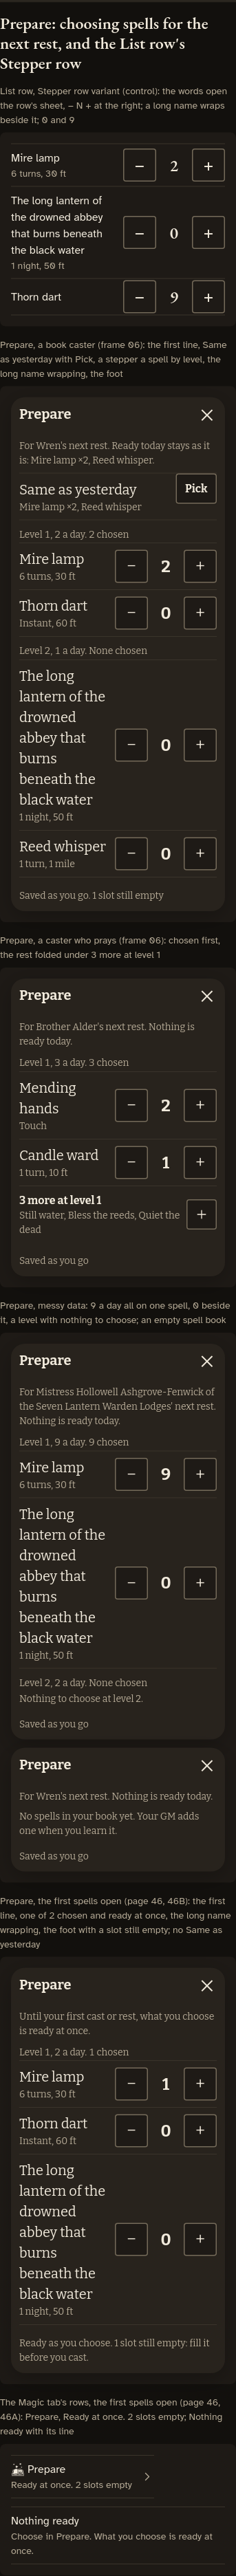 Prepare: choosing spells for the
next rest, and the List row's
Stepper row
List row, Stepper row variant (control): the words open
the row's sheet, − N + at the right; a long name wraps
beside it; 0 and 9
Mire lamp
6 turns, 30 ft
− 2 +
The long lantern of
the drowned abbey
that burns beneath
the black water
1 night, 50 ft
− 0 +
Thorn dart
− 9 +
Prepare, a book caster (frame 06): the first line, Same
as yesterday with Pick, a stepper a spell by level, the
long name wrapping, the foot
Prepare
For Wren's next rest. Ready today stays as it
is: Mire lamp ×2, Reed whisper.
Same as yesterday
Mire lamp ×2, Reed whisper
Pick
Level 1, 2 a day. 2 chosen
Mire lamp
6 turns, 30 ft
− 2 +
Thorn dart
Instant, 60 ft
− 0 +
Level 2, 1 a day. None chosen
The long
lantern of the
drowned
abbey that
burns
beneath the
black water
1 night, 50 ft
− 0 +
Reed whisper
1 turn, 1 mile
− 0 +
Saved as you go. 1 slot still empty
Prepare, a caster who prays (frame 06): chosen first,
the rest folded under 3 more at level 1
Prepare
For Brother Alder's next rest. Nothing is
ready today.
Level 1, 3 a day. 3 chosen
Mending
hands
Touch
− 2 +
Candle ward
1 turn, 10 ft
− 1 +
3 more at level 1
Still water, Bless the reeds, Quiet the
dead
+
Saved as you go
Prepare, messy data: 9 a day all on one spell, 0 beside
it, a level with nothing to choose; an empty spell book
Prepare
For Mistress Hollowell Ashgrove-Fenwick of
the Seven Lantern Warden Lodges' next rest.
Nothing is ready today.
Level 1, 9 a day. 9 chosen
Mire lamp
6 turns, 30 ft
− 9 +
The long
lantern of the
drowned
abbey that
burns
beneath the
black water
1 night, 50 ft
− 0 +
Level 2, 2 a day. None chosen
Nothing to choose at level 2.
Saved as you go
Prepare
For Wren's next rest. Nothing is ready today.
No spells in your book yet. Your GM adds
one when you learn it.
Saved as you go
Prepare, the first spells open (page 46, 46B): the first
line, one of 2 chosen and ready at once, the long name
wrapping, the foot with a slot still empty; no Same as
yesterday
Prepare
Until your first cast or rest, what you choose
is ready at once.
Level 1, 2 a day. 1 chosen
Mire lamp
6 turns, 30 ft
− 1 +
Thorn dart
Instant, 60 ft
− 0 +
The long
lantern of the
drowned
abbey that
burns
beneath the
black water
1 night, 50 ft
− 0 +
Ready as you choose. 1 slot still empty: fill it
before you cast.
The Magic tab's rows, the first spells open (page 46,
46A): Prepare, Ready at once. 2 slots empty; Nothing
ready with its line
Prepare
Ready at once. 2 slots empty
Nothing ready
Choose in Prepare. What you choose is ready at
once.